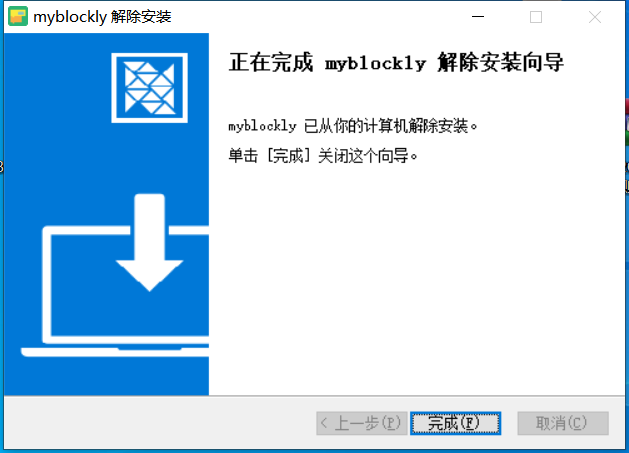 myblockly 解除安装
正在完成 myblockly 解除安装向导
myblockly 已从你的计算机解除安装。
单击 [完成] 关闭这个向导。
< 上一步(P)
完成(F)
取消(C)